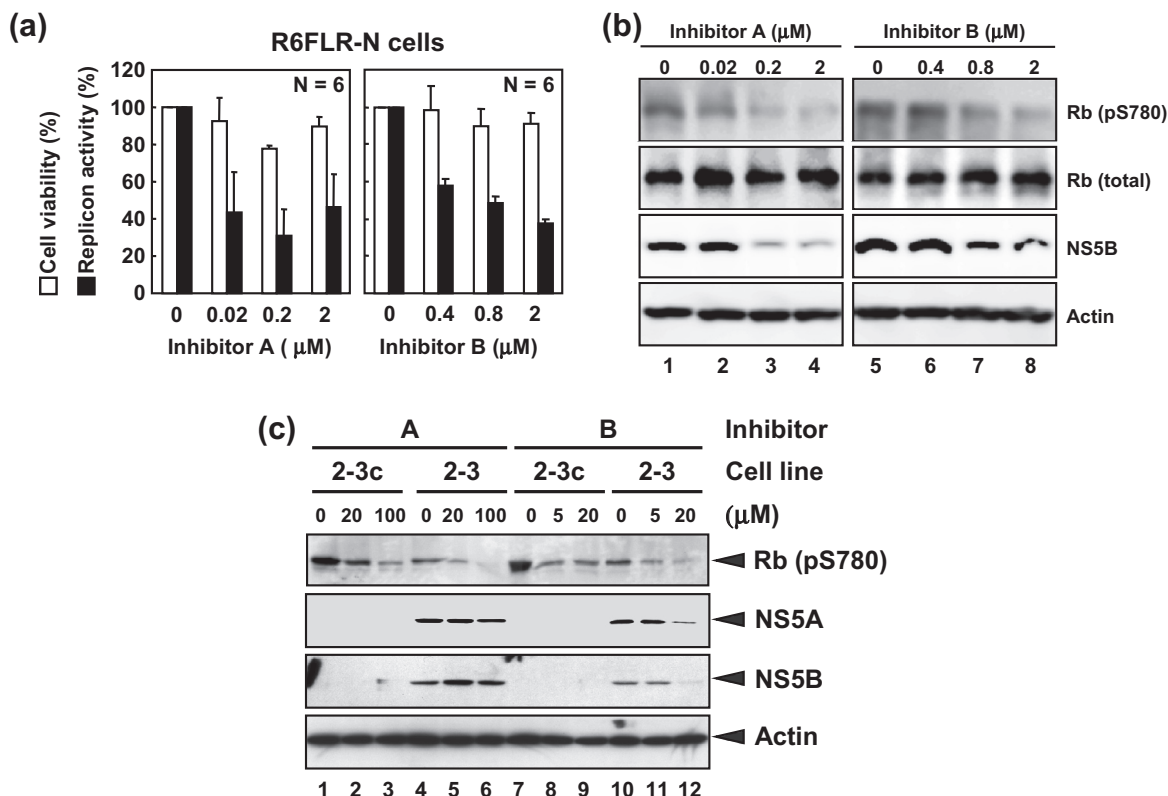 (a)
R6FLR-N cells
Cell viability (%)
Replicon activity (%)
120
100
80
60
40
20
0
N = 6
N = 6
0 0.02 0.2 2
0 0.4 0.8 2
Inhibitor A ( μM)
Inhibitor B (μM)
(b)
Inhibitor A (μM)
Inhibitor B (μM)
0 0.02 0.2 2
0 0.4 0.8 2
Rb (pS780)
Rb (total)
NS5B
Actin
1 2 3 4 5 6 7 8
(c)
A B Inhibitor
2-3c 2-3 2-3c 2-3 Cell line
0 20 100 0 20 100 0 5 20 0 5 20 (μM)
Rb (pS780)
NS5A
NS5B
Actin
1 2 3 4 5 6 7 8 9 10 11 12